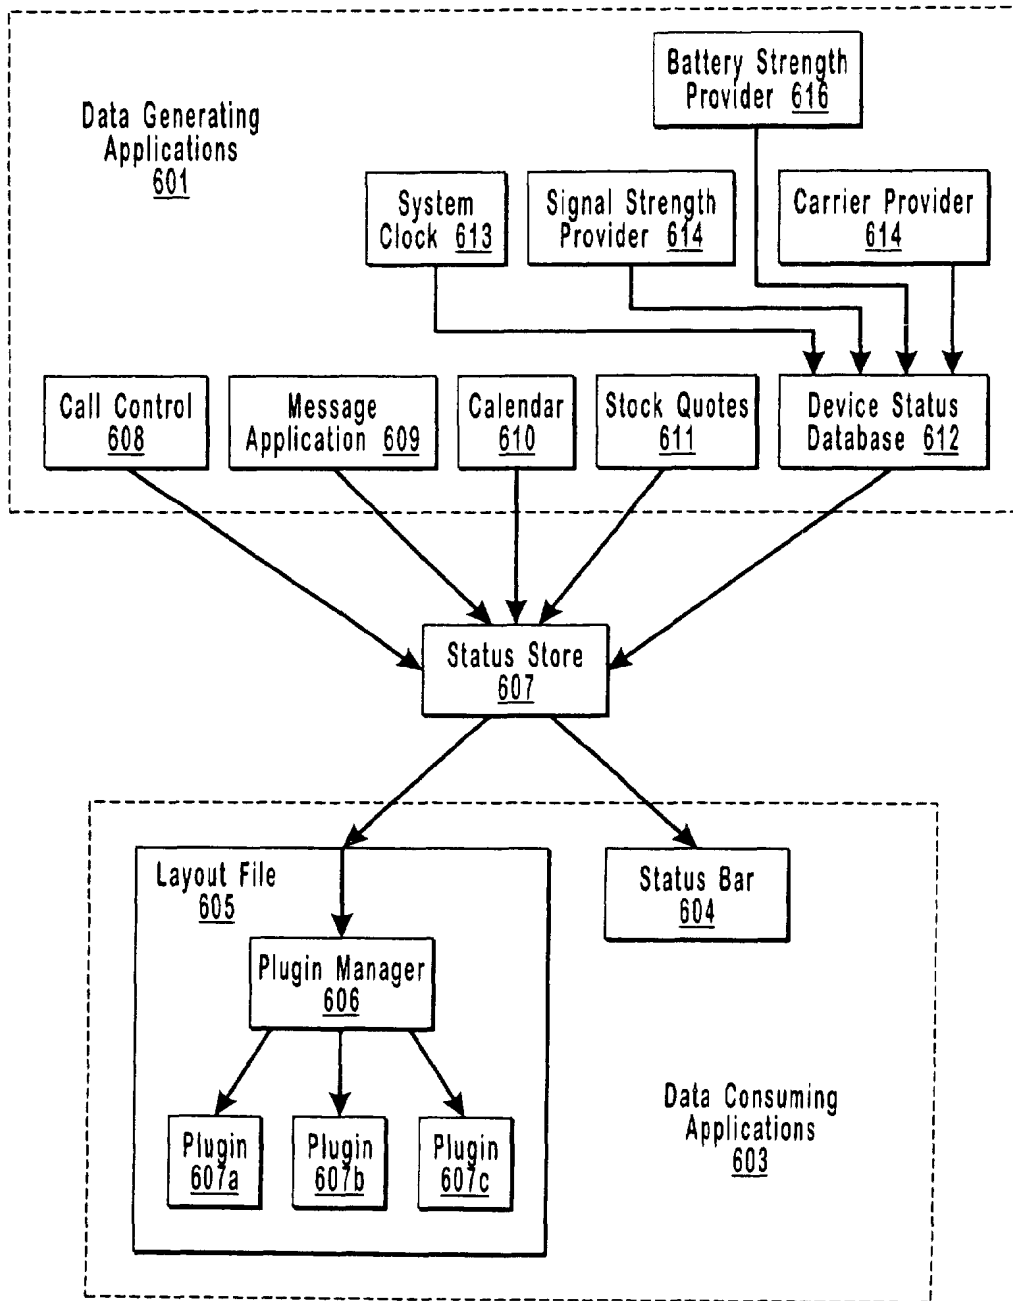 Battery Strength
Provider 616
Data Generating
Applications
601
System
Clock 613
Signal Strength
Provider 614
Carrier Provider
614
Call Control
608
Message
Application 609
Calendar
610
Stock Quotes
611
Device Status
Database 612
Status Store
607
Layout File
605
Status Bar
604
Plugin Manager
606
Data Consuming
Applications
603
Plugin
607a
Plugin
607b
Plugin
607c